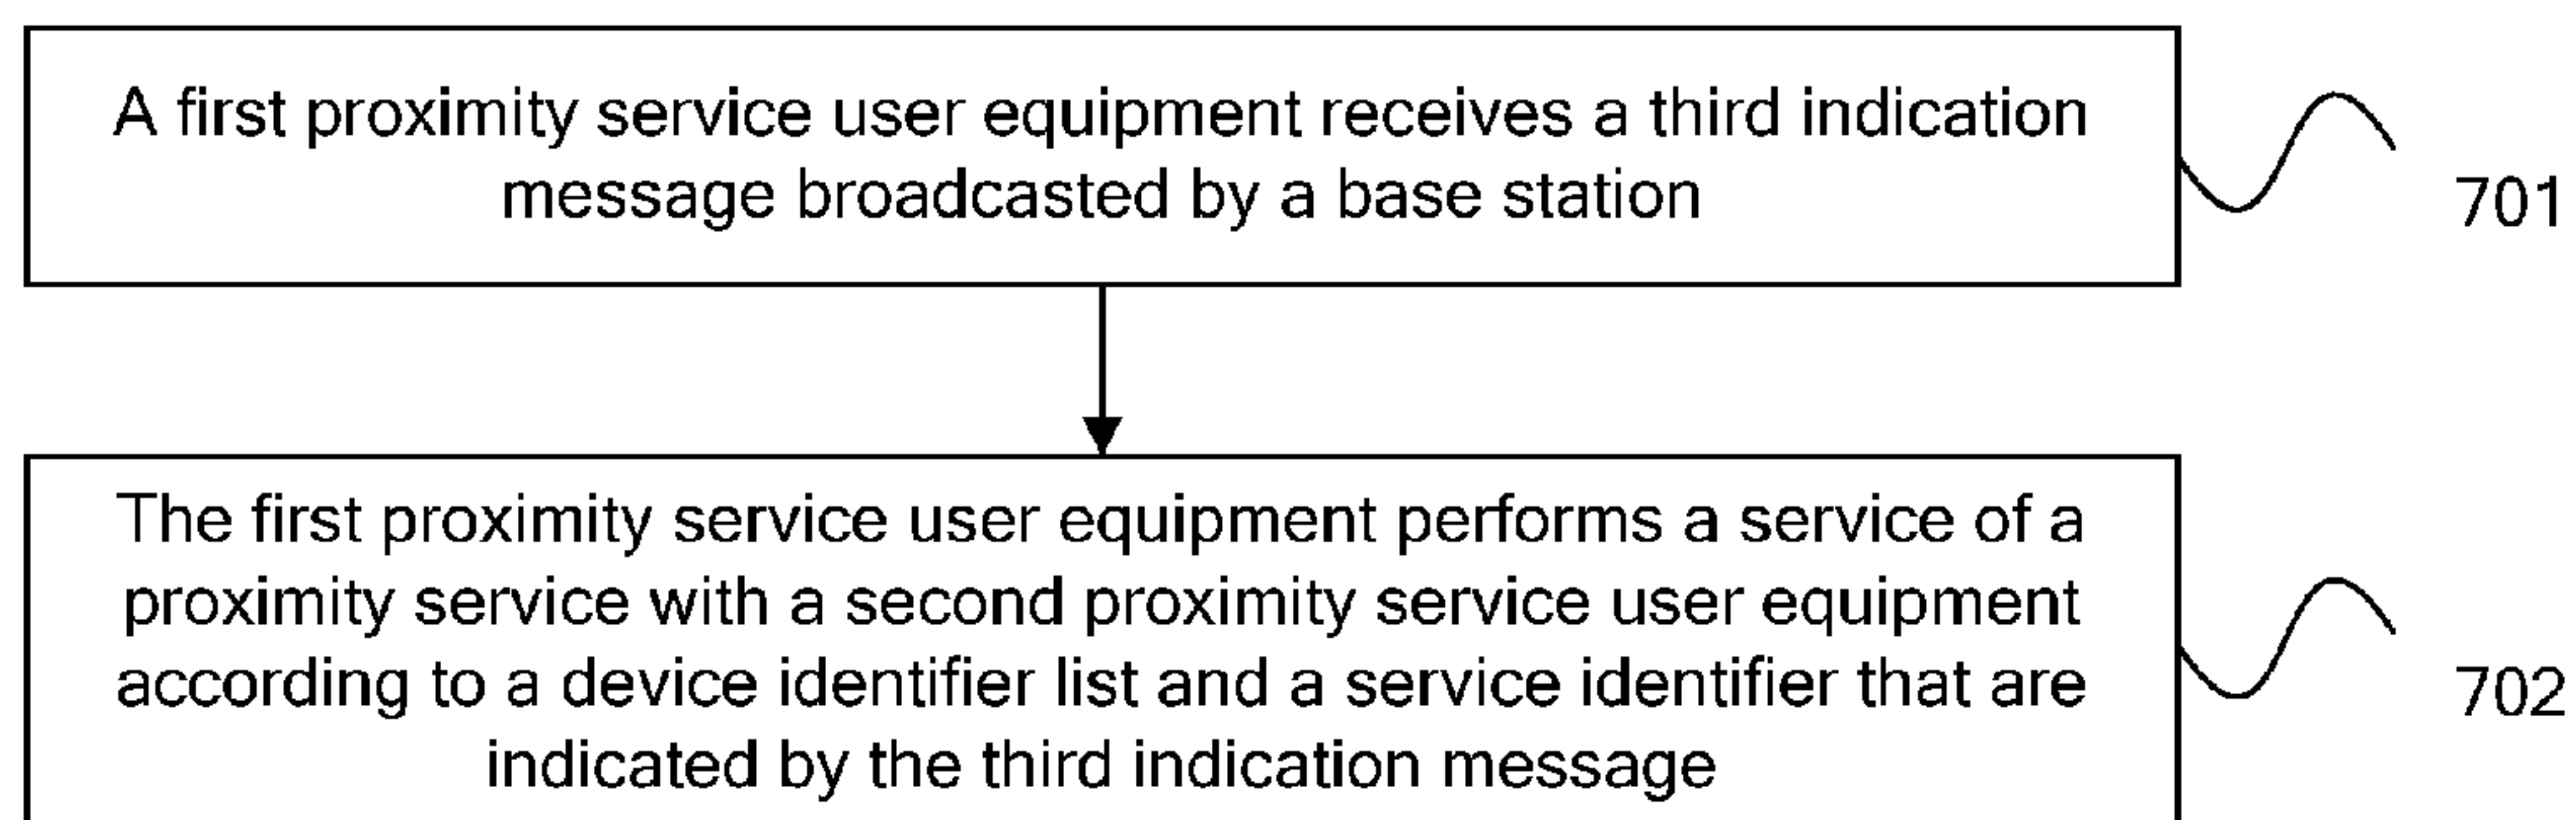 A first proximity service user equipment receives a third indication
message broadcasted by a base station
701
The first proximity service user equipment performs a service of a
proximity service with a second proximity service user equipment
according to a device identifier list and a service identifier that are
indicated by the third indication message
702